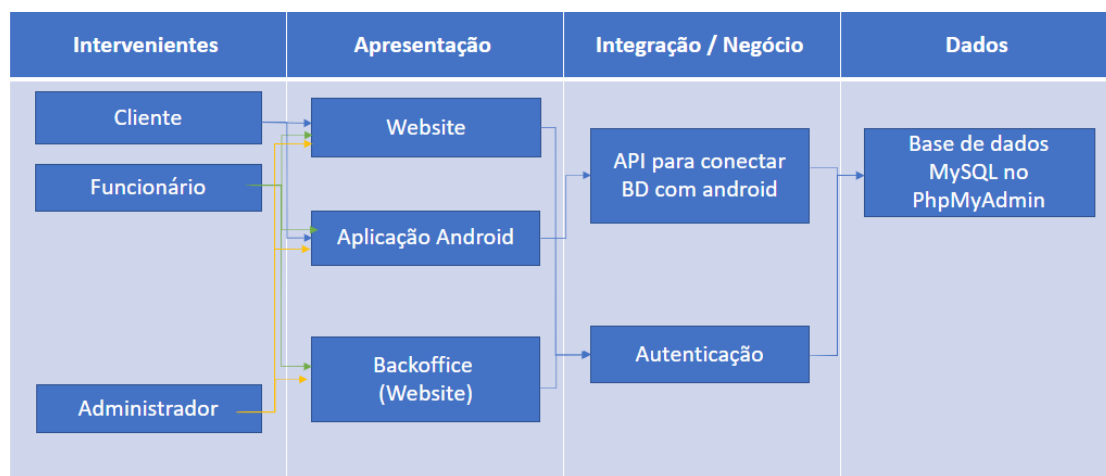 Intervenientes
Apresentação
Integração / Negócio
Dados
Cliente
Funcionário
Administrador
Website
Aplicação Android
Backoffice
(Website)
API para conectar
BD com android
Autenticação
Base de dados
MySQL no
PhpMyAdmin